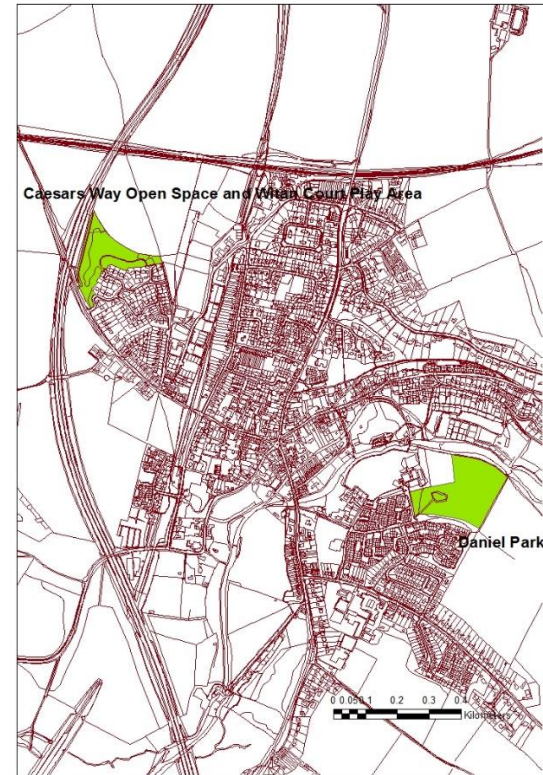 Caesars Way Open Space and Witan Court Play Area
Daniel Park
0 0.05 0.1 0.2 0.3 0.4
Kilometers